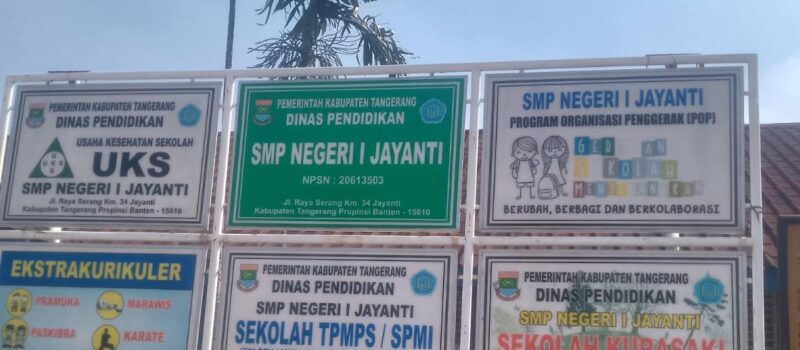 PEMERINTAH KABUPATEN TANGERANG
DINAS PENDIDIKAN
USAHA KESEHATAN SEKOLAH
UKS
SMP NEGERI I JAYANTI
Jl. Raya Serang Km. 34 Jayanti
Kabupaten Tangerang Propinsi Banten - 15610
PEMERINTAH KABUPATEN TANGERANG
DINAS PENDIDIKAN
SMP NEGERI I JAYANTI
NPSN : 20613503
Jl. Raya Serang Km. 34 Jayanti
Kabupaten Tangerang Propinsi Banten - 15610
SMP NEGERI I JAYANTI
PROGRAM ORGANISASI PENGGERAK (POP)
BERUBAH, BERBAGI DAN BERKOLABORASI
EKSTRAKURIKULER
PRAMUKA
MARAWIS
PASKIBRA
KARATE
PEMERINTAH KABUPATEN TANGERANG
DINAS PENDIDIKAN
SMP NEGERI I JAYANTI
SEKOLAH TPMPS / SPMI
PEMERINTAH KABUPATEN TANGERANG
DINAS PENDIDIKAN
SMP NEGERI I JAYANTI
SEKOLAH KURASAKI